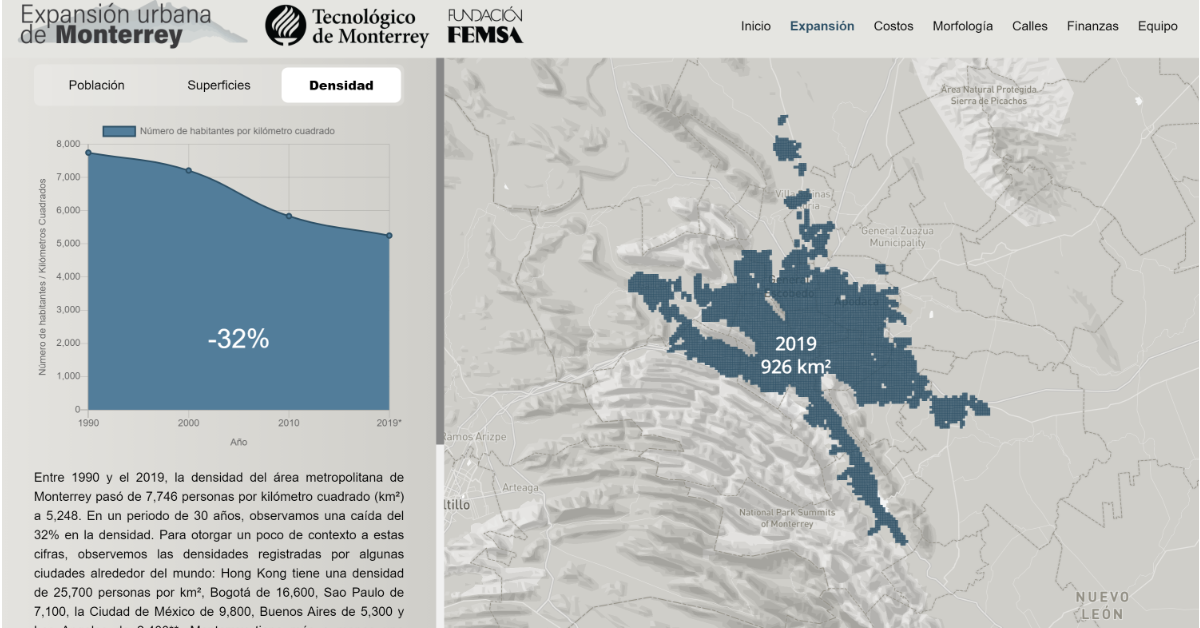 Expansión urbana
de Monterrey
Tecnológico
de Monterrey
FUNDACIÓN
FEMSA
Inicio Expansión Costos Morfología Calles Finanzas Equipo
Población Superficies Densidad
Número de habitantes por kilómetro cuadrado
Número de habitantes / Kilómetros Cuadrados
8,000
7,000
6,000
5,000
4,000
3,000
2,000
1,000
0
-32%
1990 2000 2010 2019*
Año
Entre 1990 y el 2019, la densidad del área metropolitana de
Monterrey pasó de 7,746 personas por kilómetro cuadrado (km²)
a 5,248. En un periodo de 30 años, observamos una caída del
32% en la densidad. Para otorgar un poco de contexto a estas
cifras, observemos las densidades registradas por algunas
ciudades alrededor del mundo: Hong Kong tiene una densidad
de 25,700 personas por km², Bogotá de 16,600, Sao Paulo de
7,100, la Ciudad de México de 9,800, Buenos Aires de 5,300 y
Área Natural Protegida -
Sierra de Picachos
General Zuazua
Municipality
2019
926 km²
Ramos Arizpe
Arteaga
ltillo
National Park Summits
of Monterrey
NUEVO
LEÓN